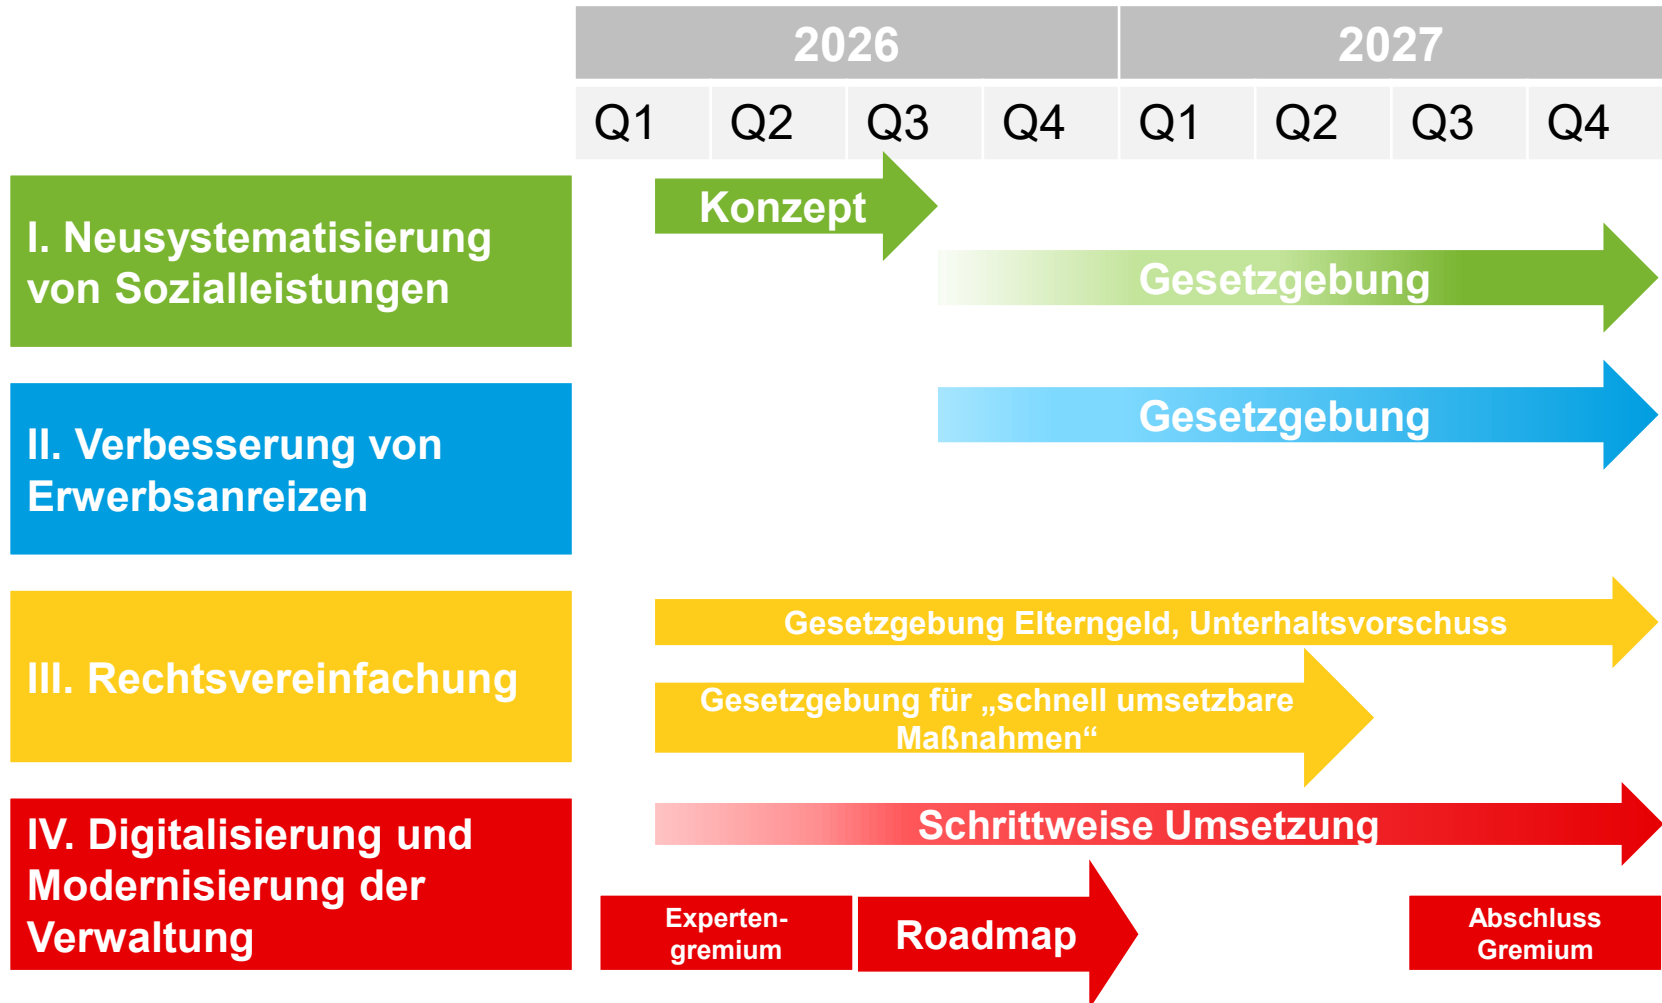 2026 2027
Q1 Q2 Q3 Q4 Q1 Q2 Q3 Q4
I. Neusystematisierung
von Sozialleistungen
Konzept
Gesetzgebung
II. Verbesserung von
Erwerbsanreizen
Gesetzgebung
III. Rechtsvereinfachung
Gesetzgebung Elterngeld, Unterhaltsvorschuss
Gesetzgebung für „schnell umsetzbare
Maßnahmen“
IV. Digitalisierung und
Modernisierung der
Verwaltung
Schrittweise Umsetzung
Experten-
gremium
Roadmap
Abschluss
Gremium